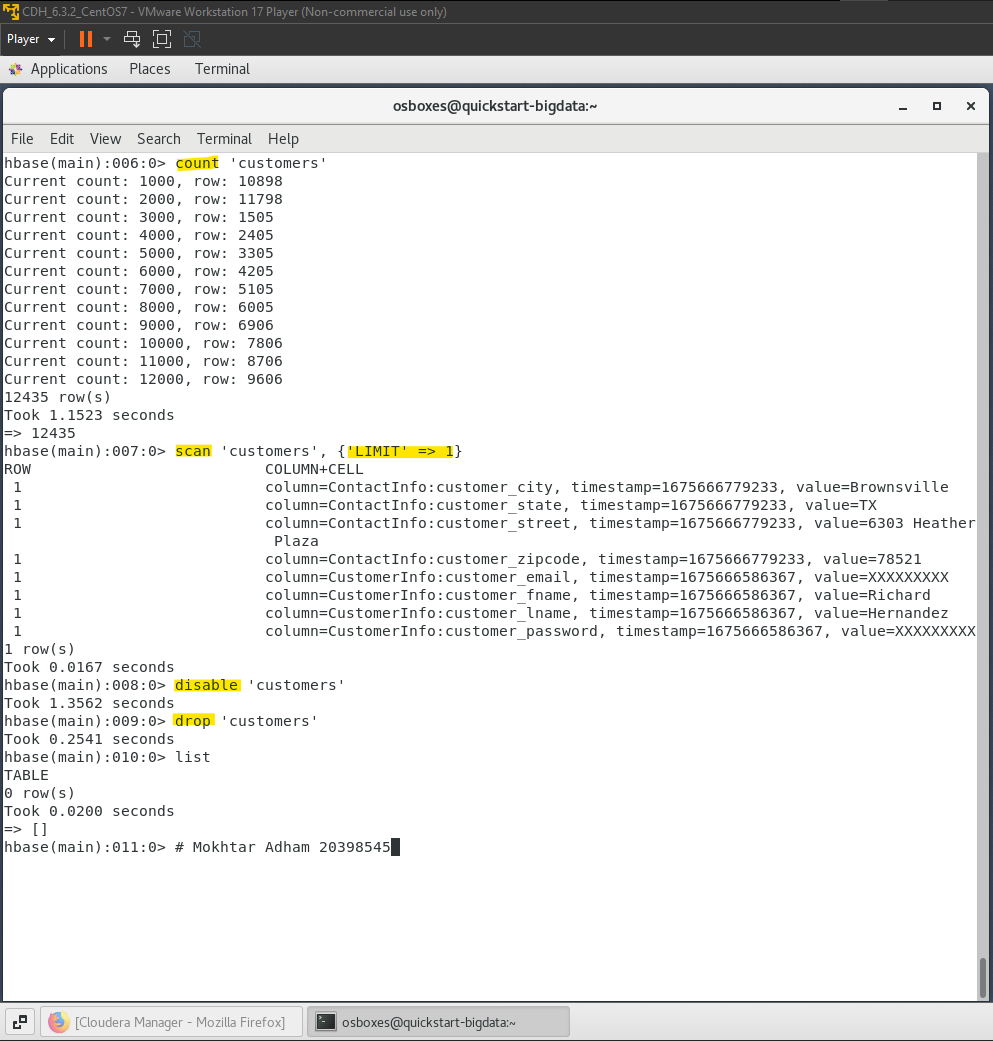 CDH_6.3.2_CentOS7 - VMware Workstation 17 Player (Non-commercial use only)
Player
Applications Places Terminal
osboxes@quickstart-bigdata:~
File Edit View Search Terminal Help
hbase(main):006:0> count 'customers'
Current count: 1000, row: 10898
Current count: 2000, row: 11798
Current count: 3000, row: 1505
Current count: 4000, row: 2405
Current count: 5000, row: 3305
Current count: 6000, row: 4205
Current count: 7000, row: 5105
Current count: 8000, row: 6005
Current count: 9000, row: 6906
Current count: 10000, row: 7806
Current count: 11000, row: 8706
Current count: 12000, row: 9606
12435 row(s)
Took 1.1523 seconds
=> 12435
hbase(main):007:0> scan 'customers', {'LIMIT' => 1}
ROW COLUMN+CELL
1 column=ContactInfo:customer_city, timestamp=1675666779233, value=Brownsville
1 column=ContactInfo:customer_state, timestamp=1675666779233, value=TX
1 column=ContactInfo:customer_street, timestamp=1675666779233, value=6303 Heather
Plaza
1 column=ContactInfo:customer_zipcode, timestamp=1675666779233, value=78521
1 column=CustomerInfo:customer_email, timestamp=1675666586367, value=XXXXXXXXX
1 column=CustomerInfo:customer_fname, timestamp=1675666586367, value=Richard
1 column=CustomerInfo:customer_lname, timestamp=1675666586367, value=Hernandez
1 column=CustomerInfo:customer_password, timestamp=1675666586367, value=XXXXXXXXX
1 row(s)
Took 0.0167 seconds
hbase(main):008:0> disable 'customers'
Took 1.3562 seconds
hbase(main):009:0> drop 'customers'
Took 0.2541 seconds
hbase(main):010:0> list
TABLE
0 row(s)
Took 0.0200 seconds
=> []
hbase(main):011:0> # Mokhtar Adham 20398545
[Cloudera Manager - Mozilla Firefox] osboxes@quickstart-bigdata:~